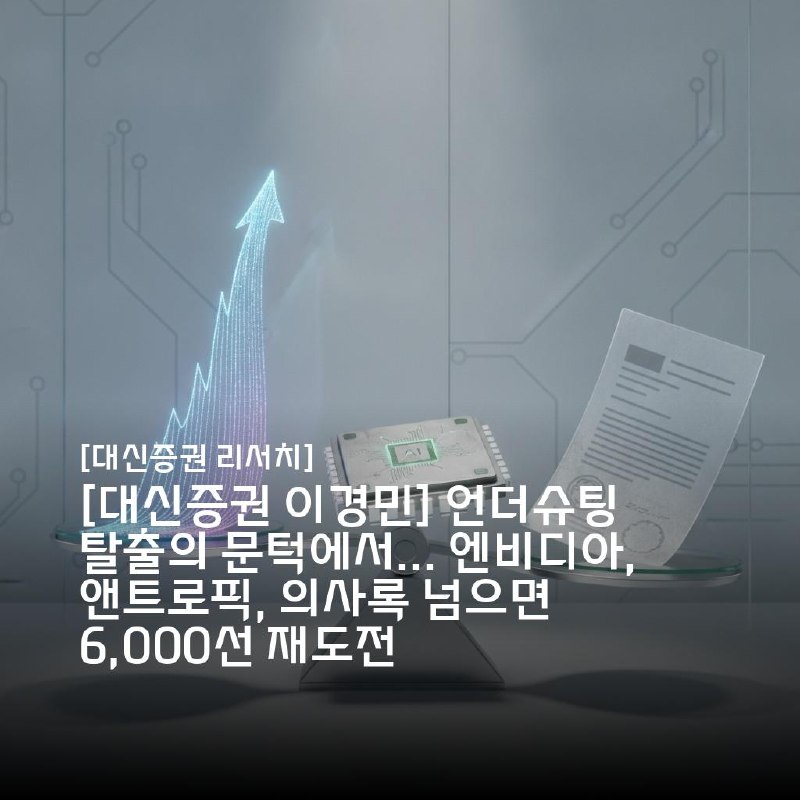 [대신증권 리서치]
[대신증권 이경민] 언더슈팅
탈출의 문턱에서... 엔비디아,
앤트로픽, 의사록 넘으면
6,000선 재도전
AI